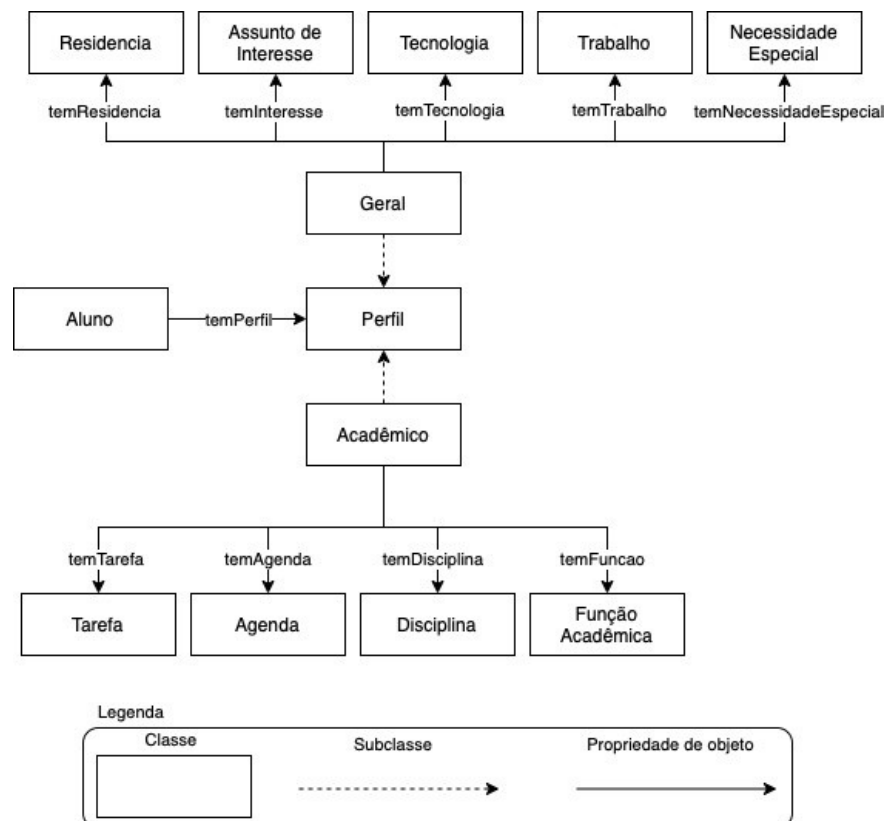 Residencia
Assunto de
Interesse
Tecnologia
Trabalho
Necessidade
Especial
temResidencia
temInteresse
temTecnologia
temTrabalho
temNecessidadeEspecial
Geral
Aluno
temPerfil
Perfil
Acadêmico
temTarefa
temAgenda
temDisciplina
temFuncao
Tarefa
Agenda
Disciplina
Função
Acadêmica
Legenda
Classe
Subclasse
Propriedade de objeto